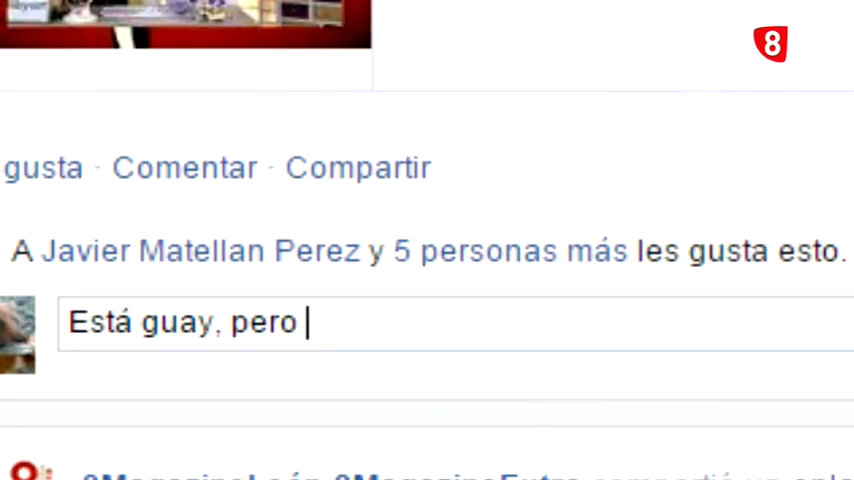 8
gusta · Comentar · Compartir
A Javier Matellan Perez y 5 personas más les gusta esto.
Está guay, pero